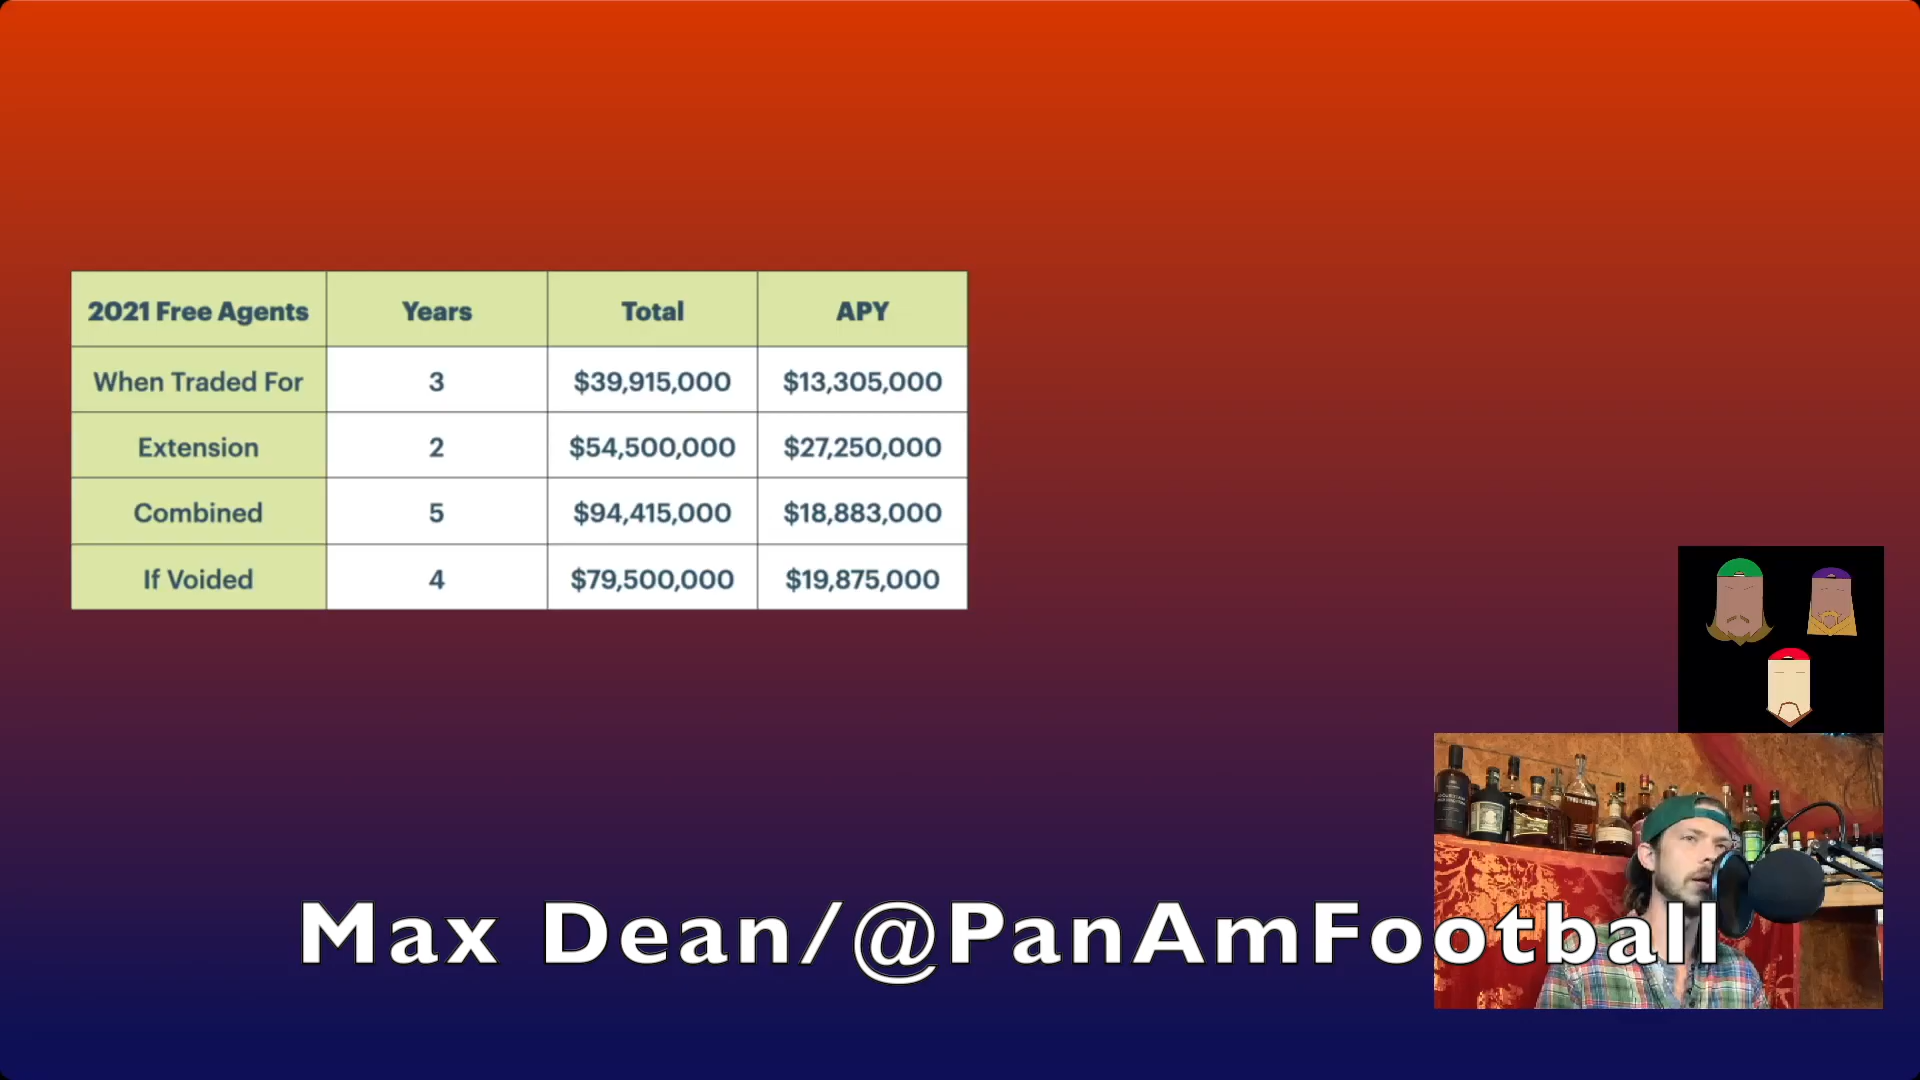 2021 Free Agents Years Total APY
When Traded For 3 $39,915,000 $13,305,000
Extension 2 $54,500,000 $27,250,000
Combined 5 $94,415,000 $18,883,000
If Voided 4 $79,500,000 $19,875,000
Max Dean/@PanAmFootball